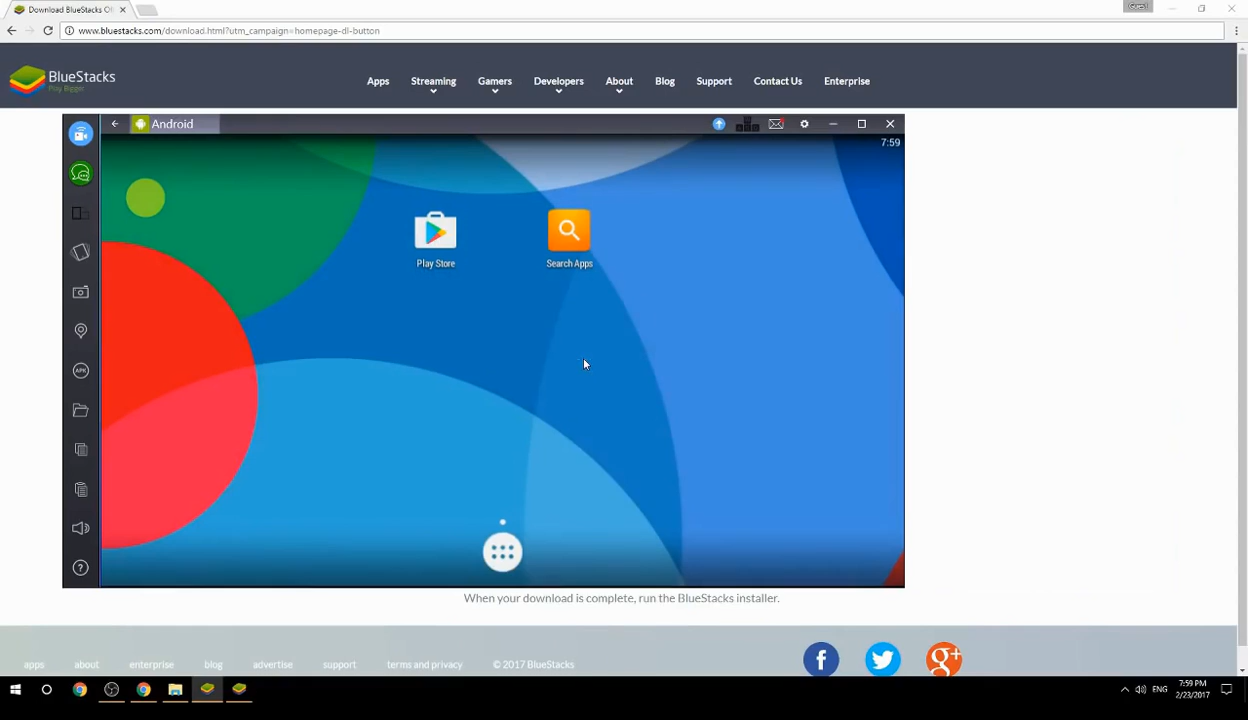 Download BlueStacks Of
Guest
www.bluestacks.com/download.html?utm_campaign=homepage-dl-button
BlueStacks
Play Bigger
Apps
Streaming
Gamers
Developers
About
Blog
Support
Contact Us
Enterprise
Android
7:59
Play Store
Search Apps
APK
When your download is complete, run the BlueStacks installer.
apps
about
enterprise
blog
advertise
support
terms and privacy
© 2017 BlueStacks
ENG
7:59 PM
2/23/2017